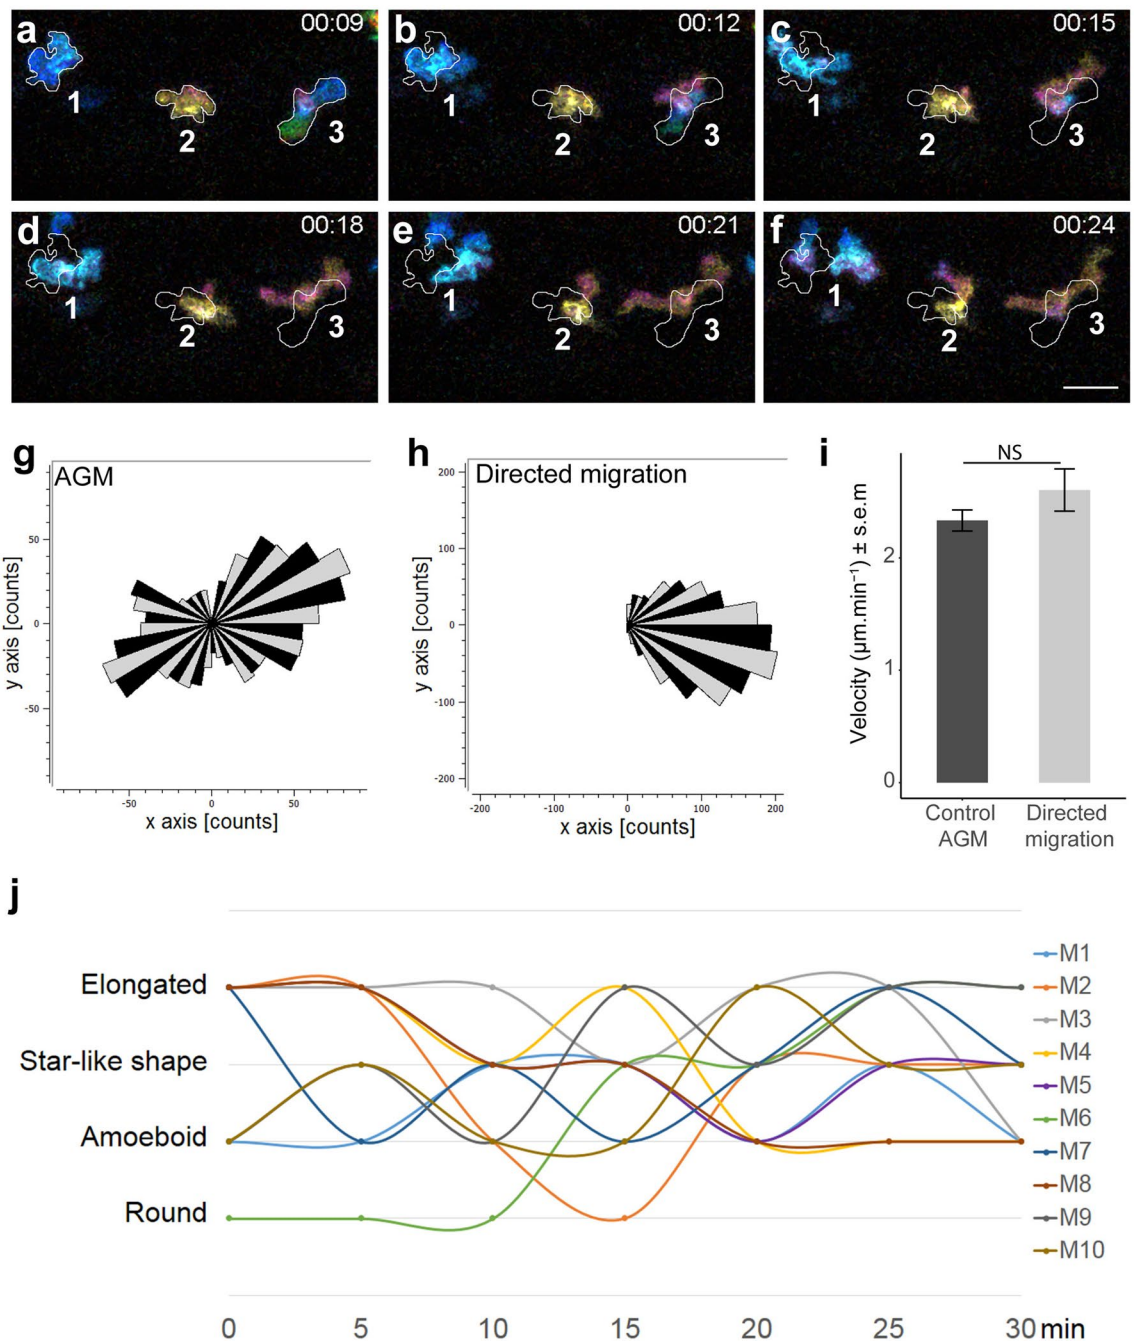 a 00:09 b 00:12 c 00:15
1 2 3 1 2 3 1 2 3
d 00:18 e 00:21 f 00:24
1 2 3 1 2 3 1 2 3
g h i
AGM
Directed migration
NS
50
0
-50
y axis [counts]
-50 0 50
x axis [counts]
200
100
0
-100
-200
y axis [counts]
-200 -100 0 100 200
x axis [counts]
Velocity (µm.min⁻¹) ± s.e.m
2
1
0
Control AGM
Directed migration
j
Elongated
Star-like shape
Amoeboid
Round
0 5 10 15 20 25 30 min
M1
M2
M3
M4
M5
M6
M7
M8
M9
M10